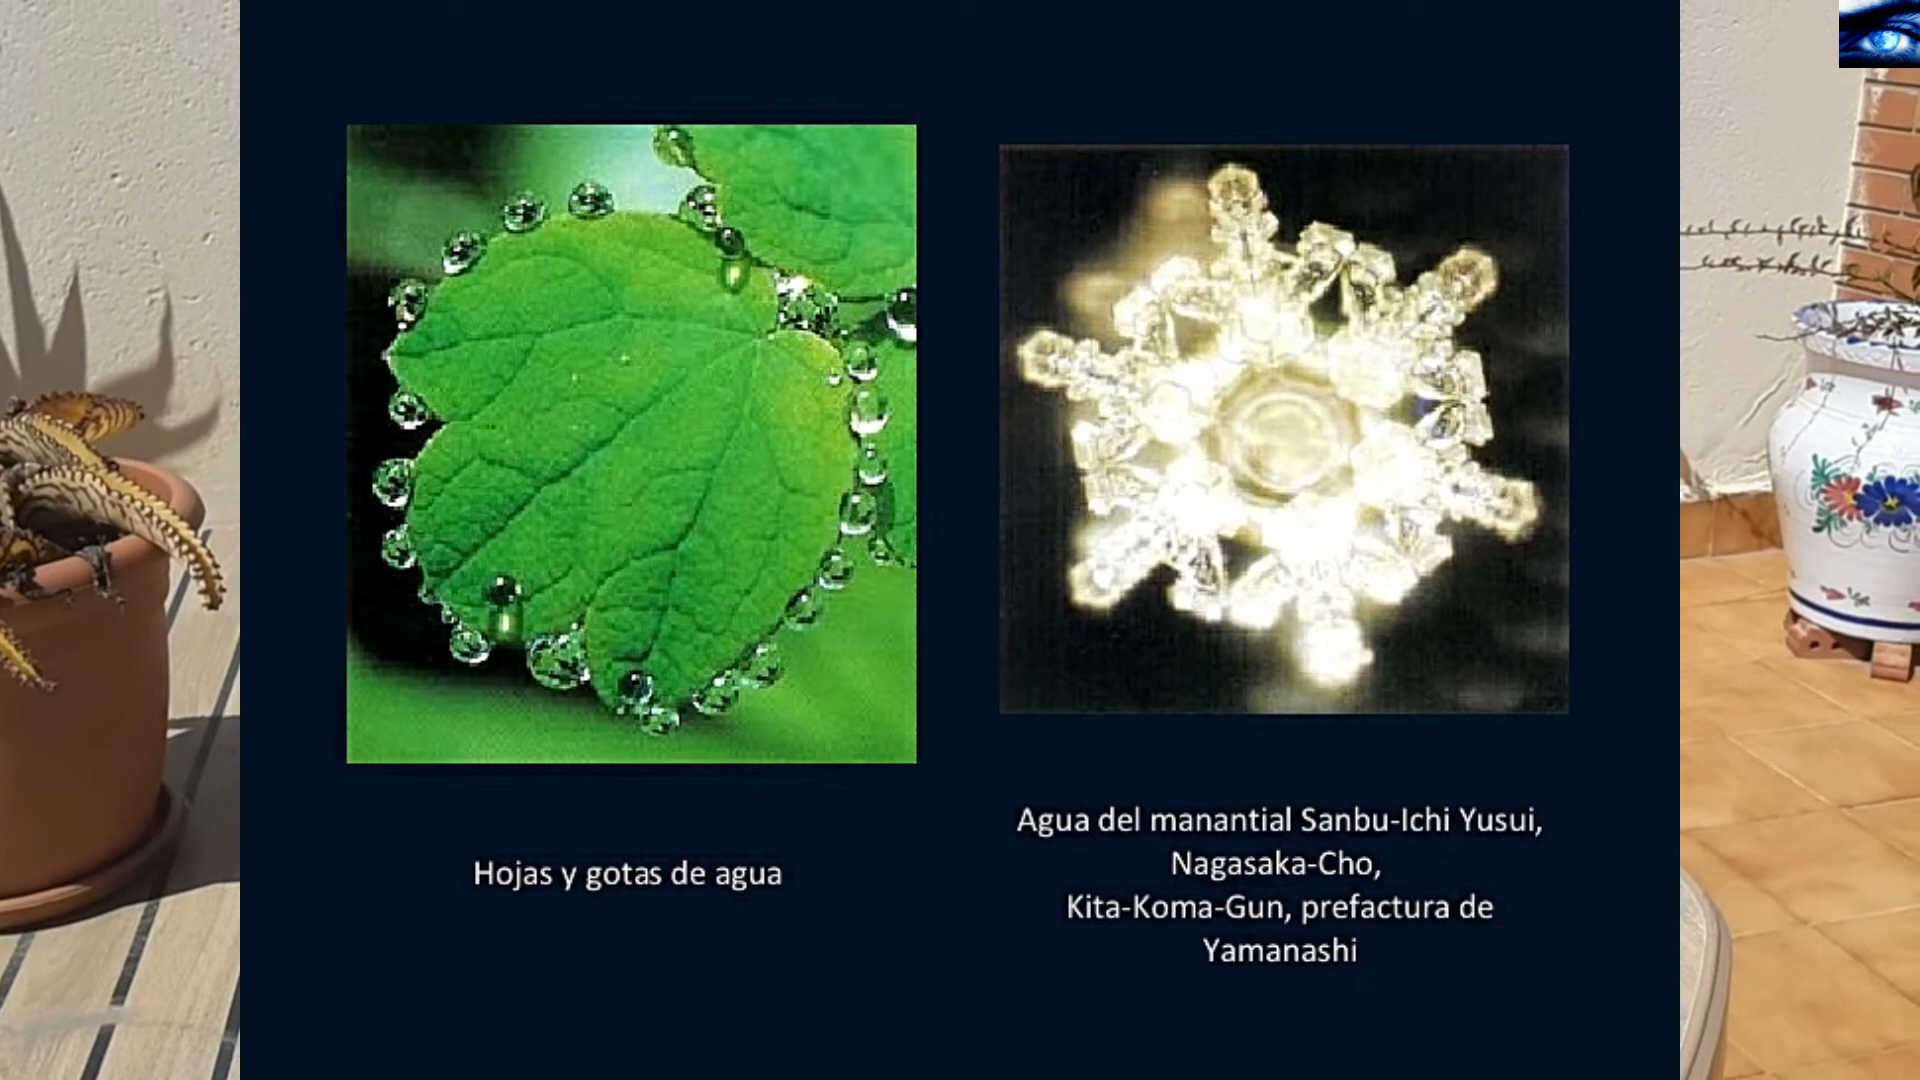 Hojas y gotas de agua
Agua del manantial Sanbu-Ichi Yusui,
Nagasaka-Cho,
Kita-Koma-Gun, prefactura de
Yamanashi